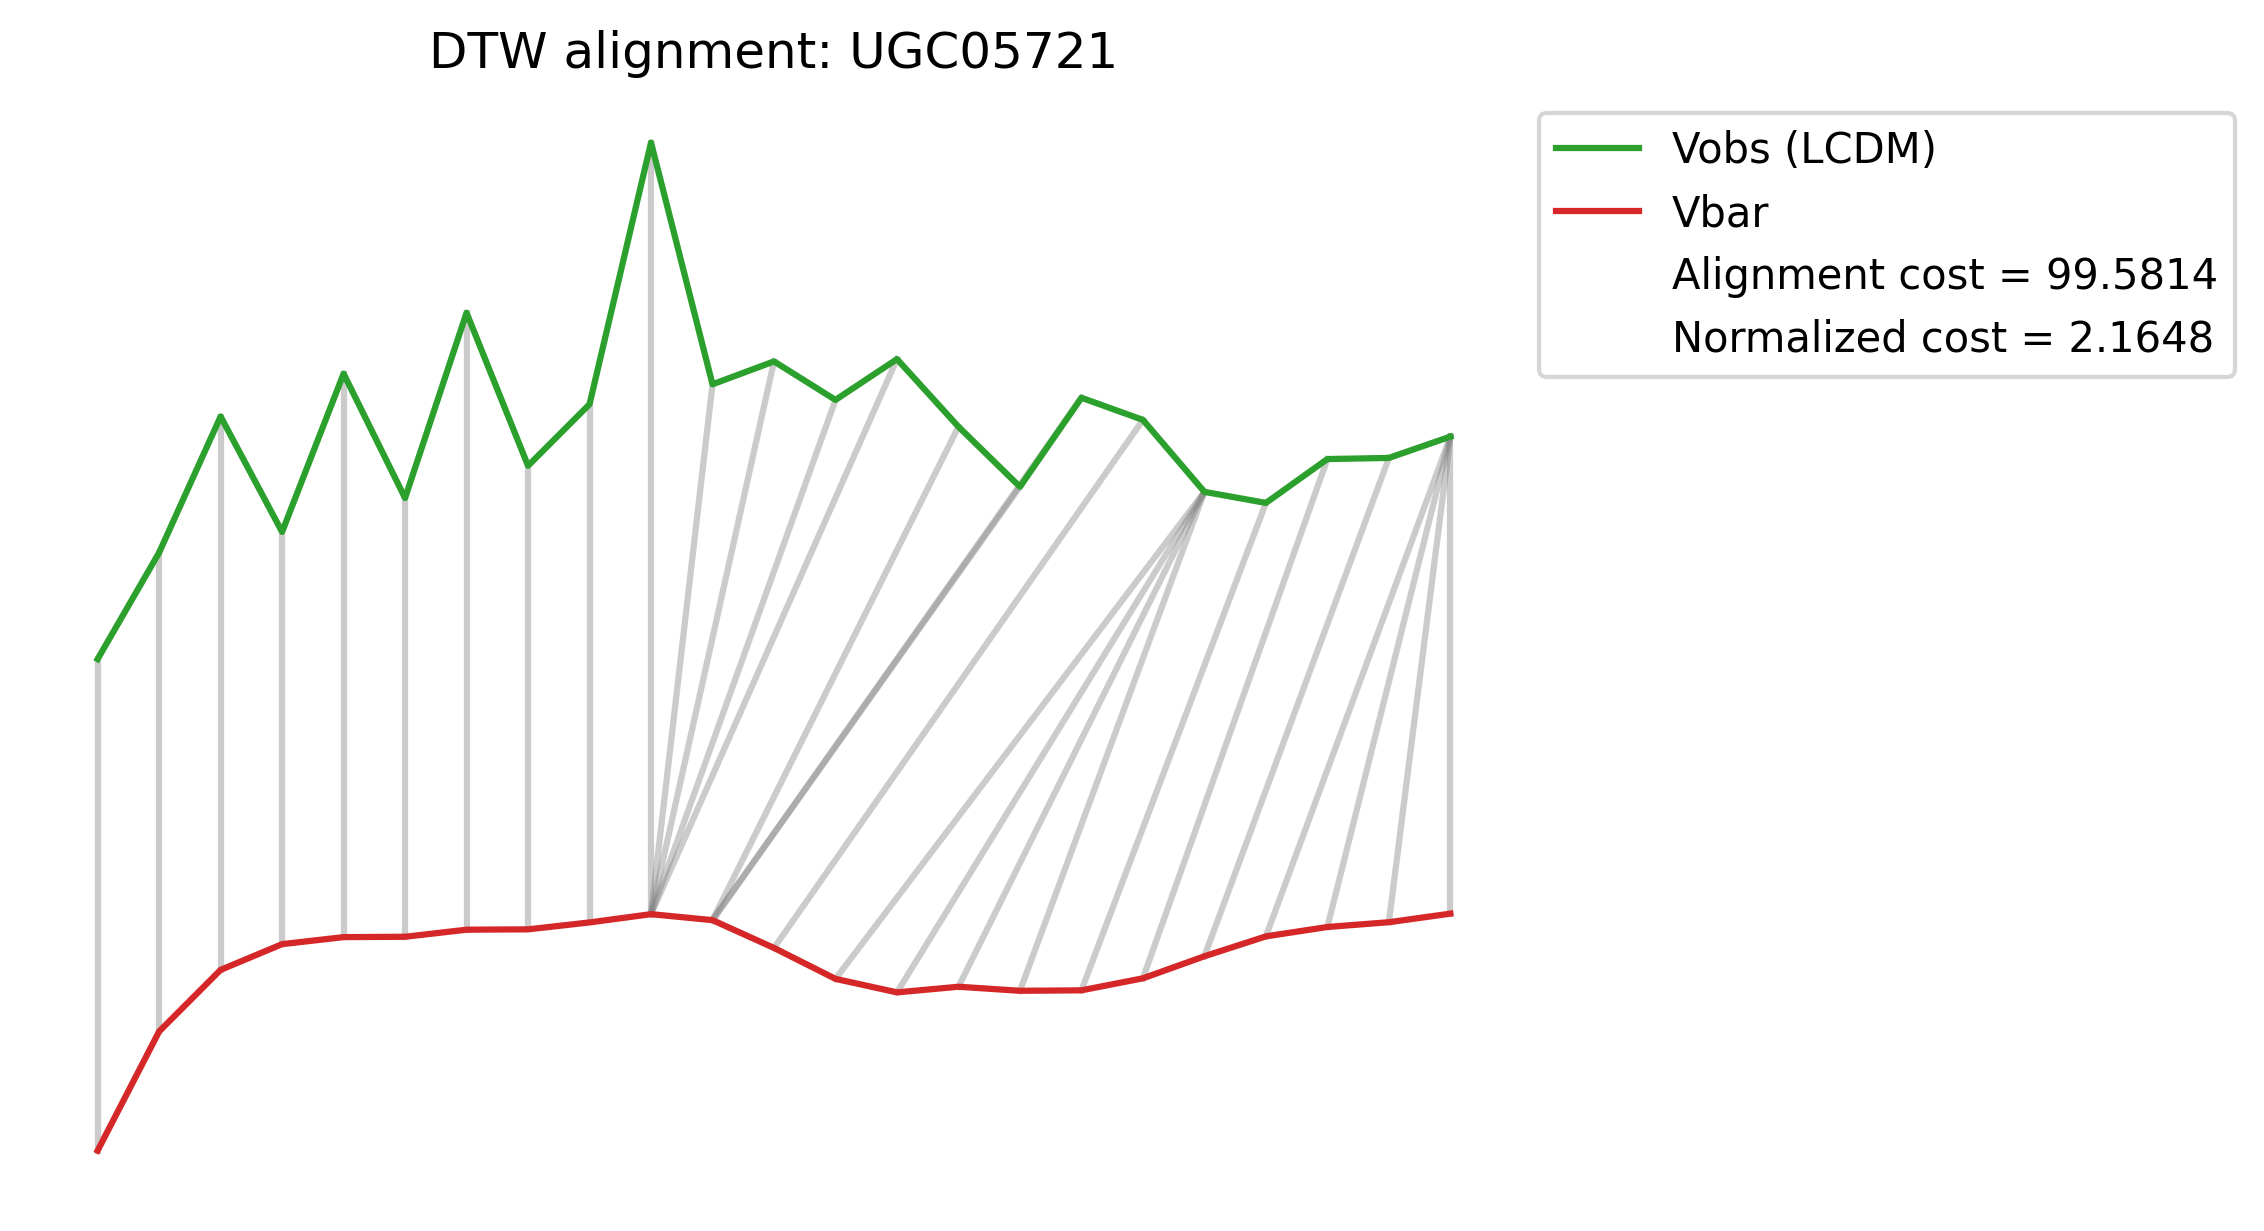 DTW alignment: UGC05721
Vobs (LCDM)
Vbar
Alignment cost = 99.5814
Normalized cost = 2.1648